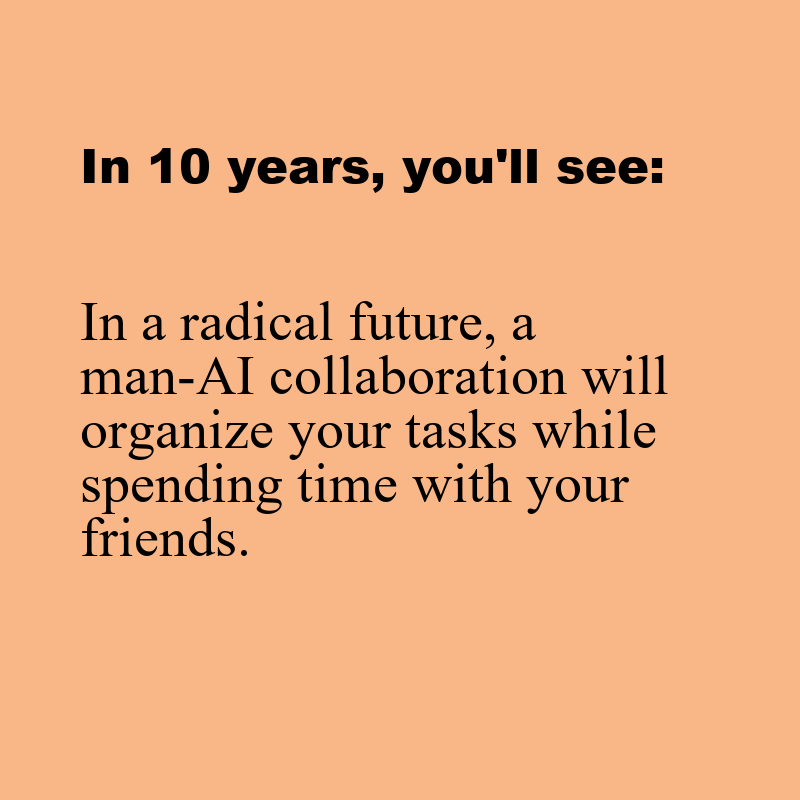 In 10 years, you'll see:
In a radical future, a
man-AI collaboration will
organize your tasks while
spending time with your
friends.